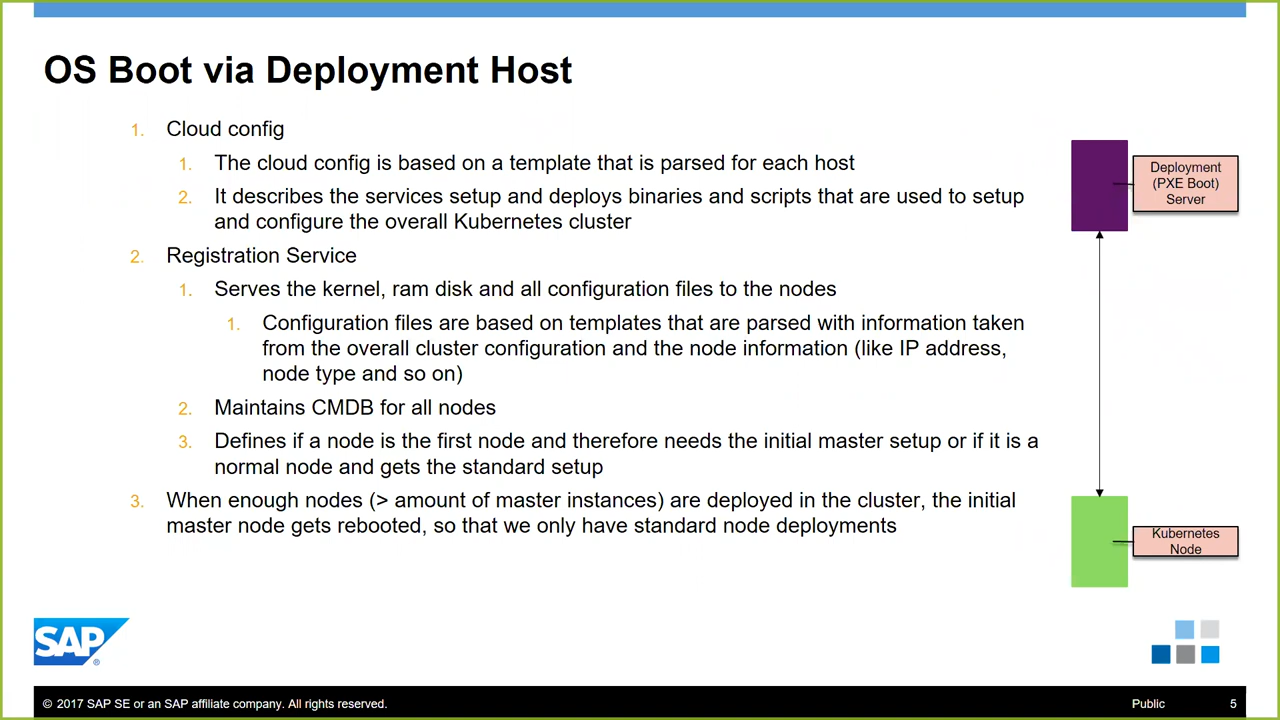 OS Boot via Deployment Host
1. Cloud config
1. The cloud config is based on a template that is parsed for each host
2. It describes the services setup and deploys binaries and scripts that are used to setup
and configure the overall Kubernetes cluster
2. Registration Service
1. Serves the kernel, ram disk and all configuration files to the nodes
1. Configuration files are based on templates that are parsed with information taken
from the overall cluster configuration and the node information (like IP address,
node type and so on)
2. Maintains CMDB for all nodes
3. Defines if a node is the first node and therefore needs the initial master setup or if it is a
normal node and gets the standard setup
3. When enough nodes (> amount of master instances) are deployed in the cluster, the initial
master node gets rebooted, so that we only have standard node deployments
Deployment
(PXE Boot)
Server
Kubernetes
Node
SAP®
© 2017 SAP SE or an SAP affiliate company. All rights reserved.
Public
5